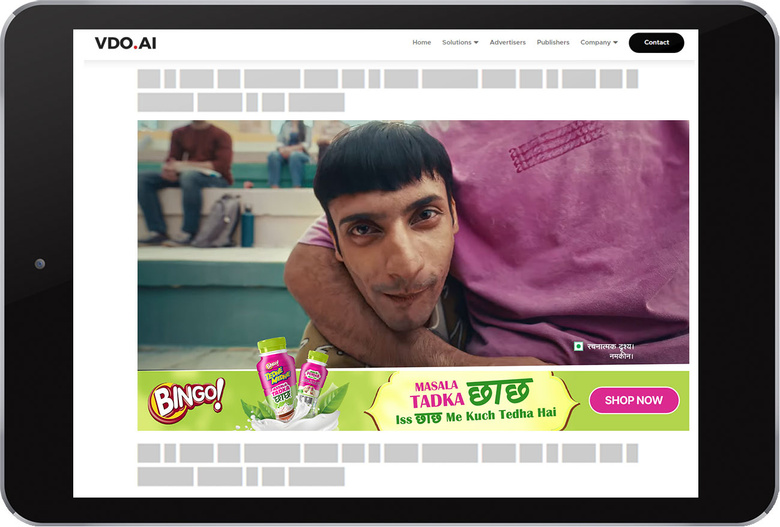 VDO.AI
Home Solutions Advertisers Publishers Company Contact
रचनात्मक दृश्य।
नमकीन।
BINGO!
MASALA
TADKA छाछ
Iss छाछ Me Kuch Tedha Hai
SHOP NOW